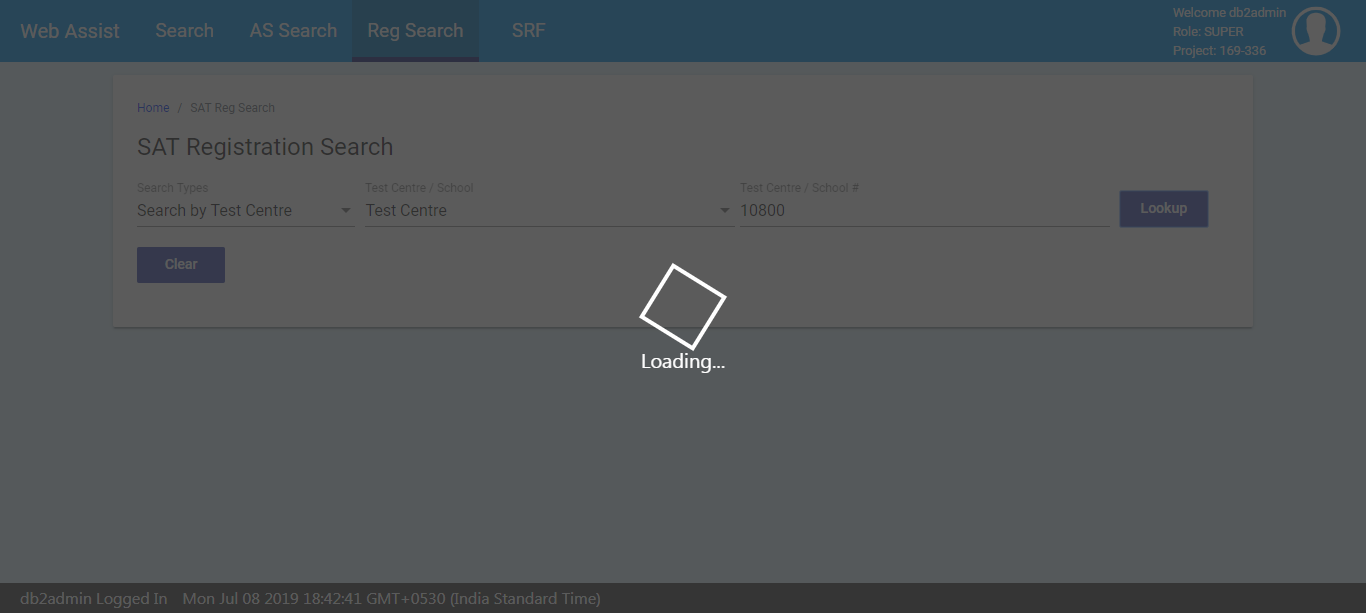 Web Assist Search AS Search Reg Search SRF
Welcome db2admin
Role: SUPER
Project: 169-336
Home / SAT Reg Search
SAT Registration Search
Search Types Test Centre / School Test Centre / School #
Search by Test Centre Test Centre 10800 Lookup
Clear
Loading...
db2admin Logged In Mon Jul 08 2019 18:42:41 GMT+0530 (India Standard Time)